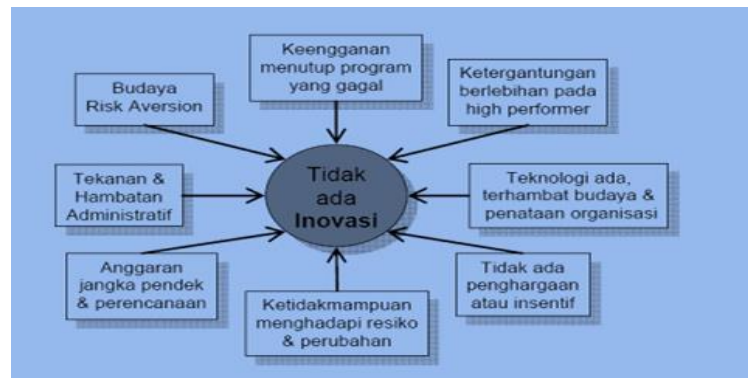 Keengganan
menutup program
yang gagal
Budaya
Risk Aversion
Ketergantungan
berlebihan pada
high performer
Tekanan &
Hambatan
Administratif
Tidak
ada
Inovasi
Teknologi ada,
terhambat budaya &
penataan organisasi
Anggaran
jangka pendek
& perencanaan
Ketidakmampuan
menghadapi resiko
& perubahan
Tidak ada
penghargaan
atau insentif